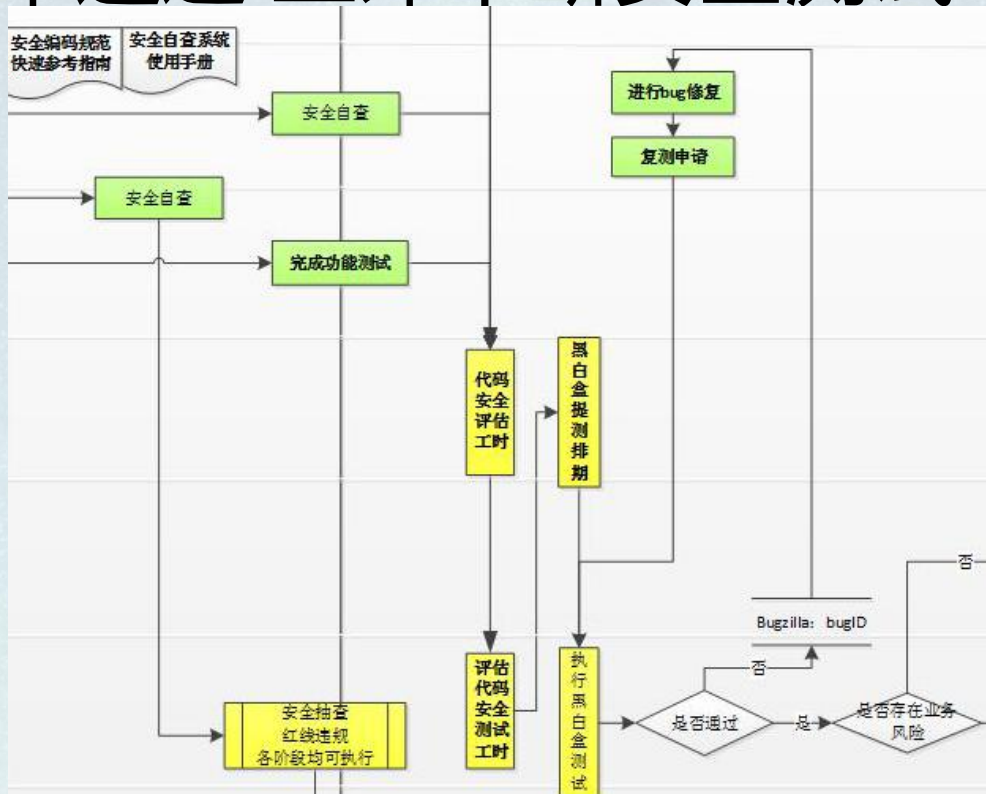 安全编码规范
快速参考指南
安全自查系统
使用手册
安全自查
进行bug修复
复测申请
安全自查
完成功能测试
代码
安全
评估
工时
黑
白
盒
提
测
排
期
否
Bugzilla：bugID
评估
代码
安全
测试
工时
执
行
黑
白
盒
测
试
否
是否通过
是
是否存在业务
风险
安全抽查
红线违规
各阶段均可执行